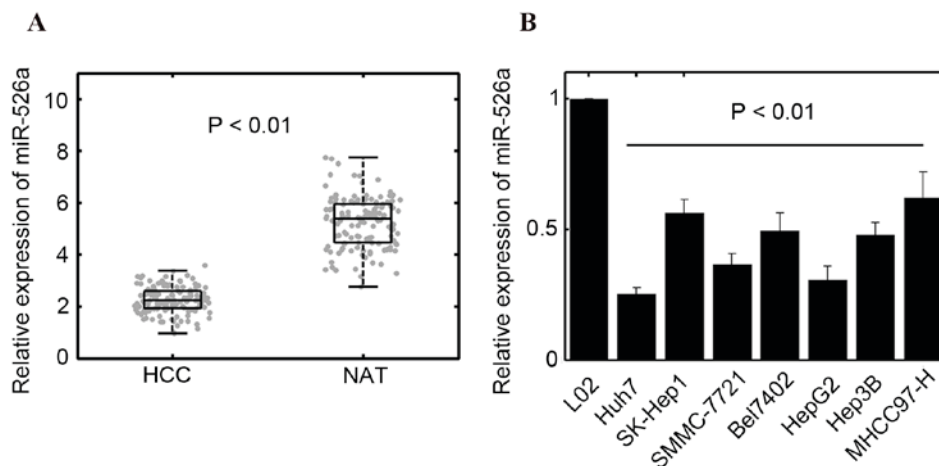 A
Relative expression of miR-526a
10
8
6
4
2
0
P < 0.01
HCC
NAT
B
Relative expression of miR-526a
1
0.5
0
P < 0.01
L02
Huh7
SK-Hep1
SMMC-7721
Bel7402
HepG2
Hep3B
MHCC97-H